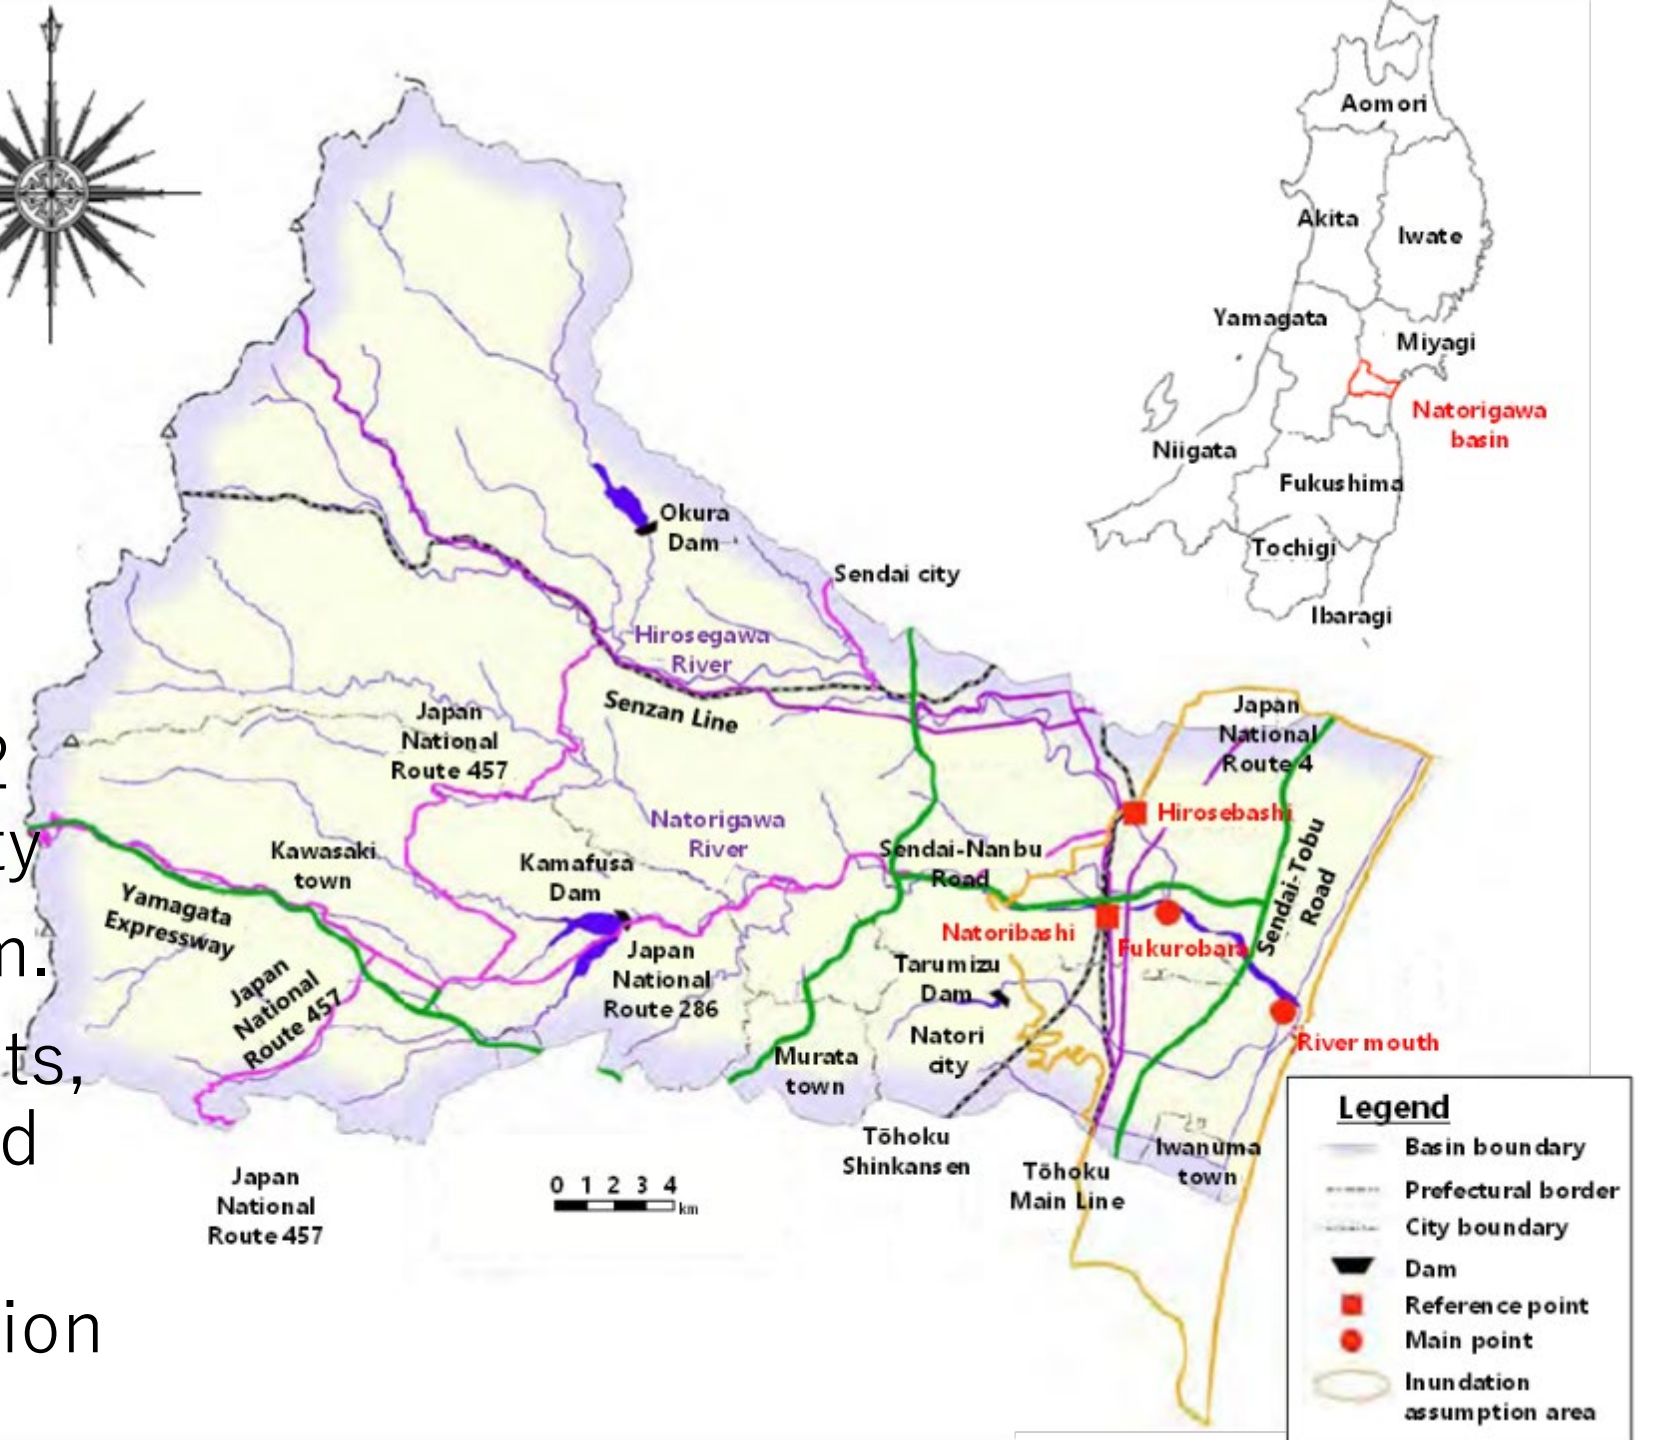 Aomori
Akita
Iwate
Yamagata
Miyagi
Natorigawa
basin
Niigata
Fukushima
Tochigi
Ibaragi
Okura
Dam
Sendai city
Hirosegawa
River
Senzan Line
Japan
National
Route 457
Japan
National
Route 4
2
ty
m.
ts,
d
ion
Hirosebashi
Natorigawa
River
Kawasaki
town
Kamafusa
Dam
Sendai-Nanbu
Road
Sendai-Tobu
Road
Yamagata
Expressway
Natoribashi
Fukurobara
Japan
National
Route 457
Japan
National
Route 286
Tarumizu
Dam
Natori
city
Murata
town
River mouth
Tōhoku
Shinkansen
Tōhoku
Main Line
Iwanuma
town
Japan
National
Route 457
0 1 2 3 4
km
Legend
Basin boundary
Prefectural border
City boundary
Dam
Reference point
Main point
Inundation
assumption area